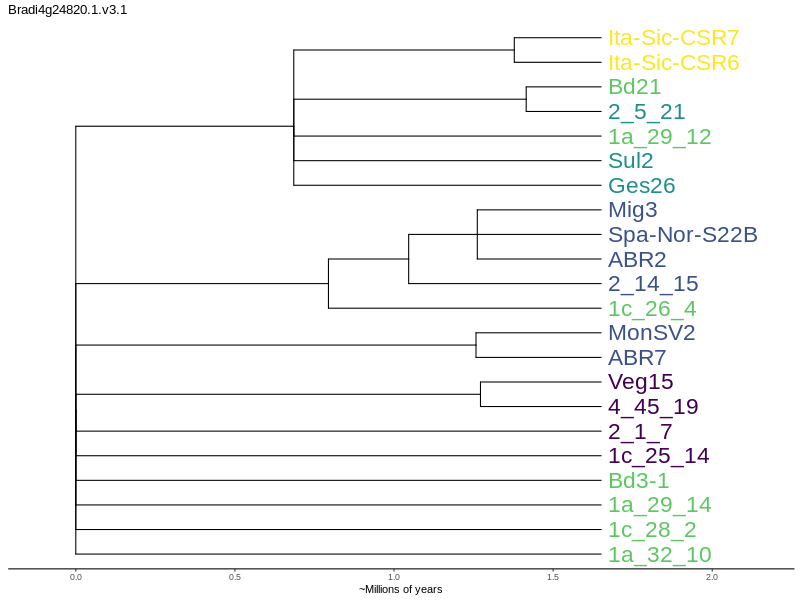 Bradi4g24820.1.v3.1
Ita-Sic-CSR7
Ita-Sic-CSR6
Bd21
2_5_21
1a_29_12
Sul2
Ges26
Mig3
Spa-Nor-S22B
ABR2
2_14_15
1c_26_4
MonSV2
ABR7
Veg15
4_45_19
2_1_7
1c_25_14
Bd3-1
1a_29_14
1c_28_2
1a_32_10
0.0 0.5 1.0 1.5 2.0
~Millions of years